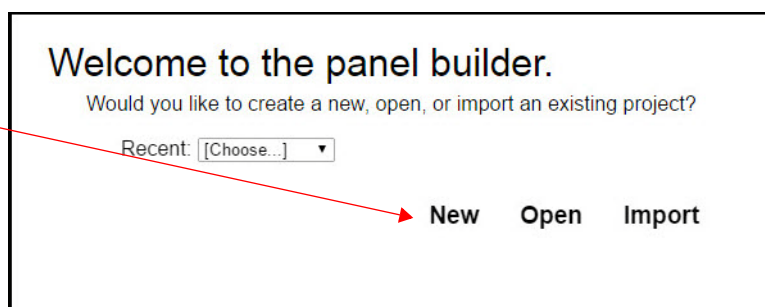 Welcome to the panel builder.
Would you like to create a new, open, or import an existing project?
Recent: [Choose...]
New Open Import